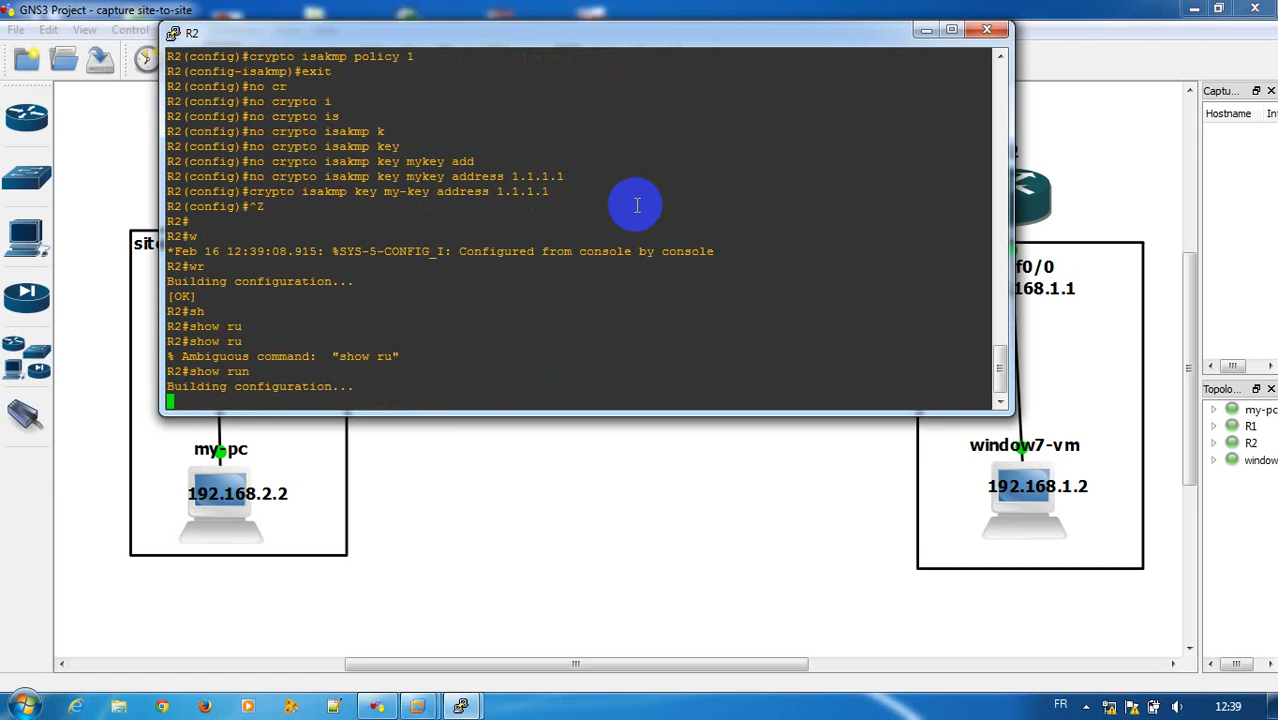 GNS3 Project - capture site-to-site
File Edit View Control
R2
R2(config)#crypto isakmp policy 1
R2(config-isakmp)#exit
R2(config)#no cr
R2(config)#no crypto i
R2(config)#no crypto is
R2(config)#no crypto isakmp k
R2(config)#no crypto isakmp key
R2(config)#no crypto isakmp key mykey add
R2(config)#no crypto isakmp key mykey address 1.1.1.1
R2(config)#crypto isakmp key my-key address 1.1.1.1
R2(config)#^Z
R2#
R2#w
*Feb 16 12:39:08.915: %SYS-5-CONFIG_I: Configured from console by console
R2#wr
Building configuration...
[OK]
R2#sh
R2#show ru
R2#show ru
% Ambiguous command:  "show ru"
R2#show run
Building configuration...
Captu...
Hostname In
f0/0
168.1.1
Topolo...
my-pc
R1
R2
window
my-pc
192.168.2.2
window7-vm
192.168.1.2
FR
12:39